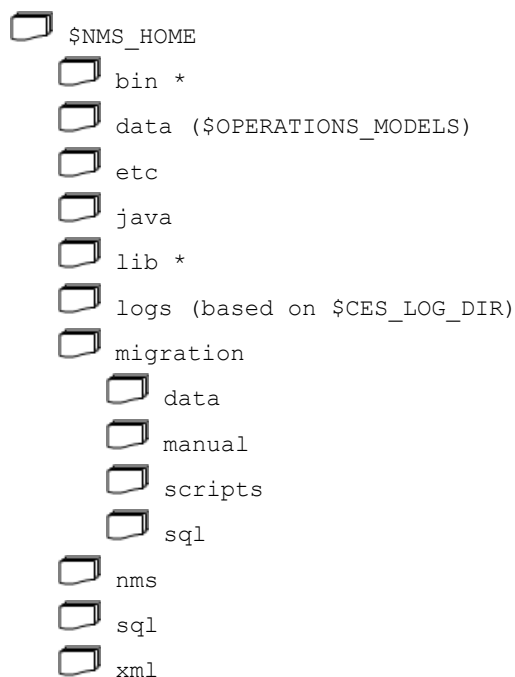 $NMS_HOME
bin *
data ($OPERATIONS_MODELS)
etc
java
lib *
logs (based on $CES_LOG_DIR)
migration
data
manual
scripts
sql
nms
sql
xml